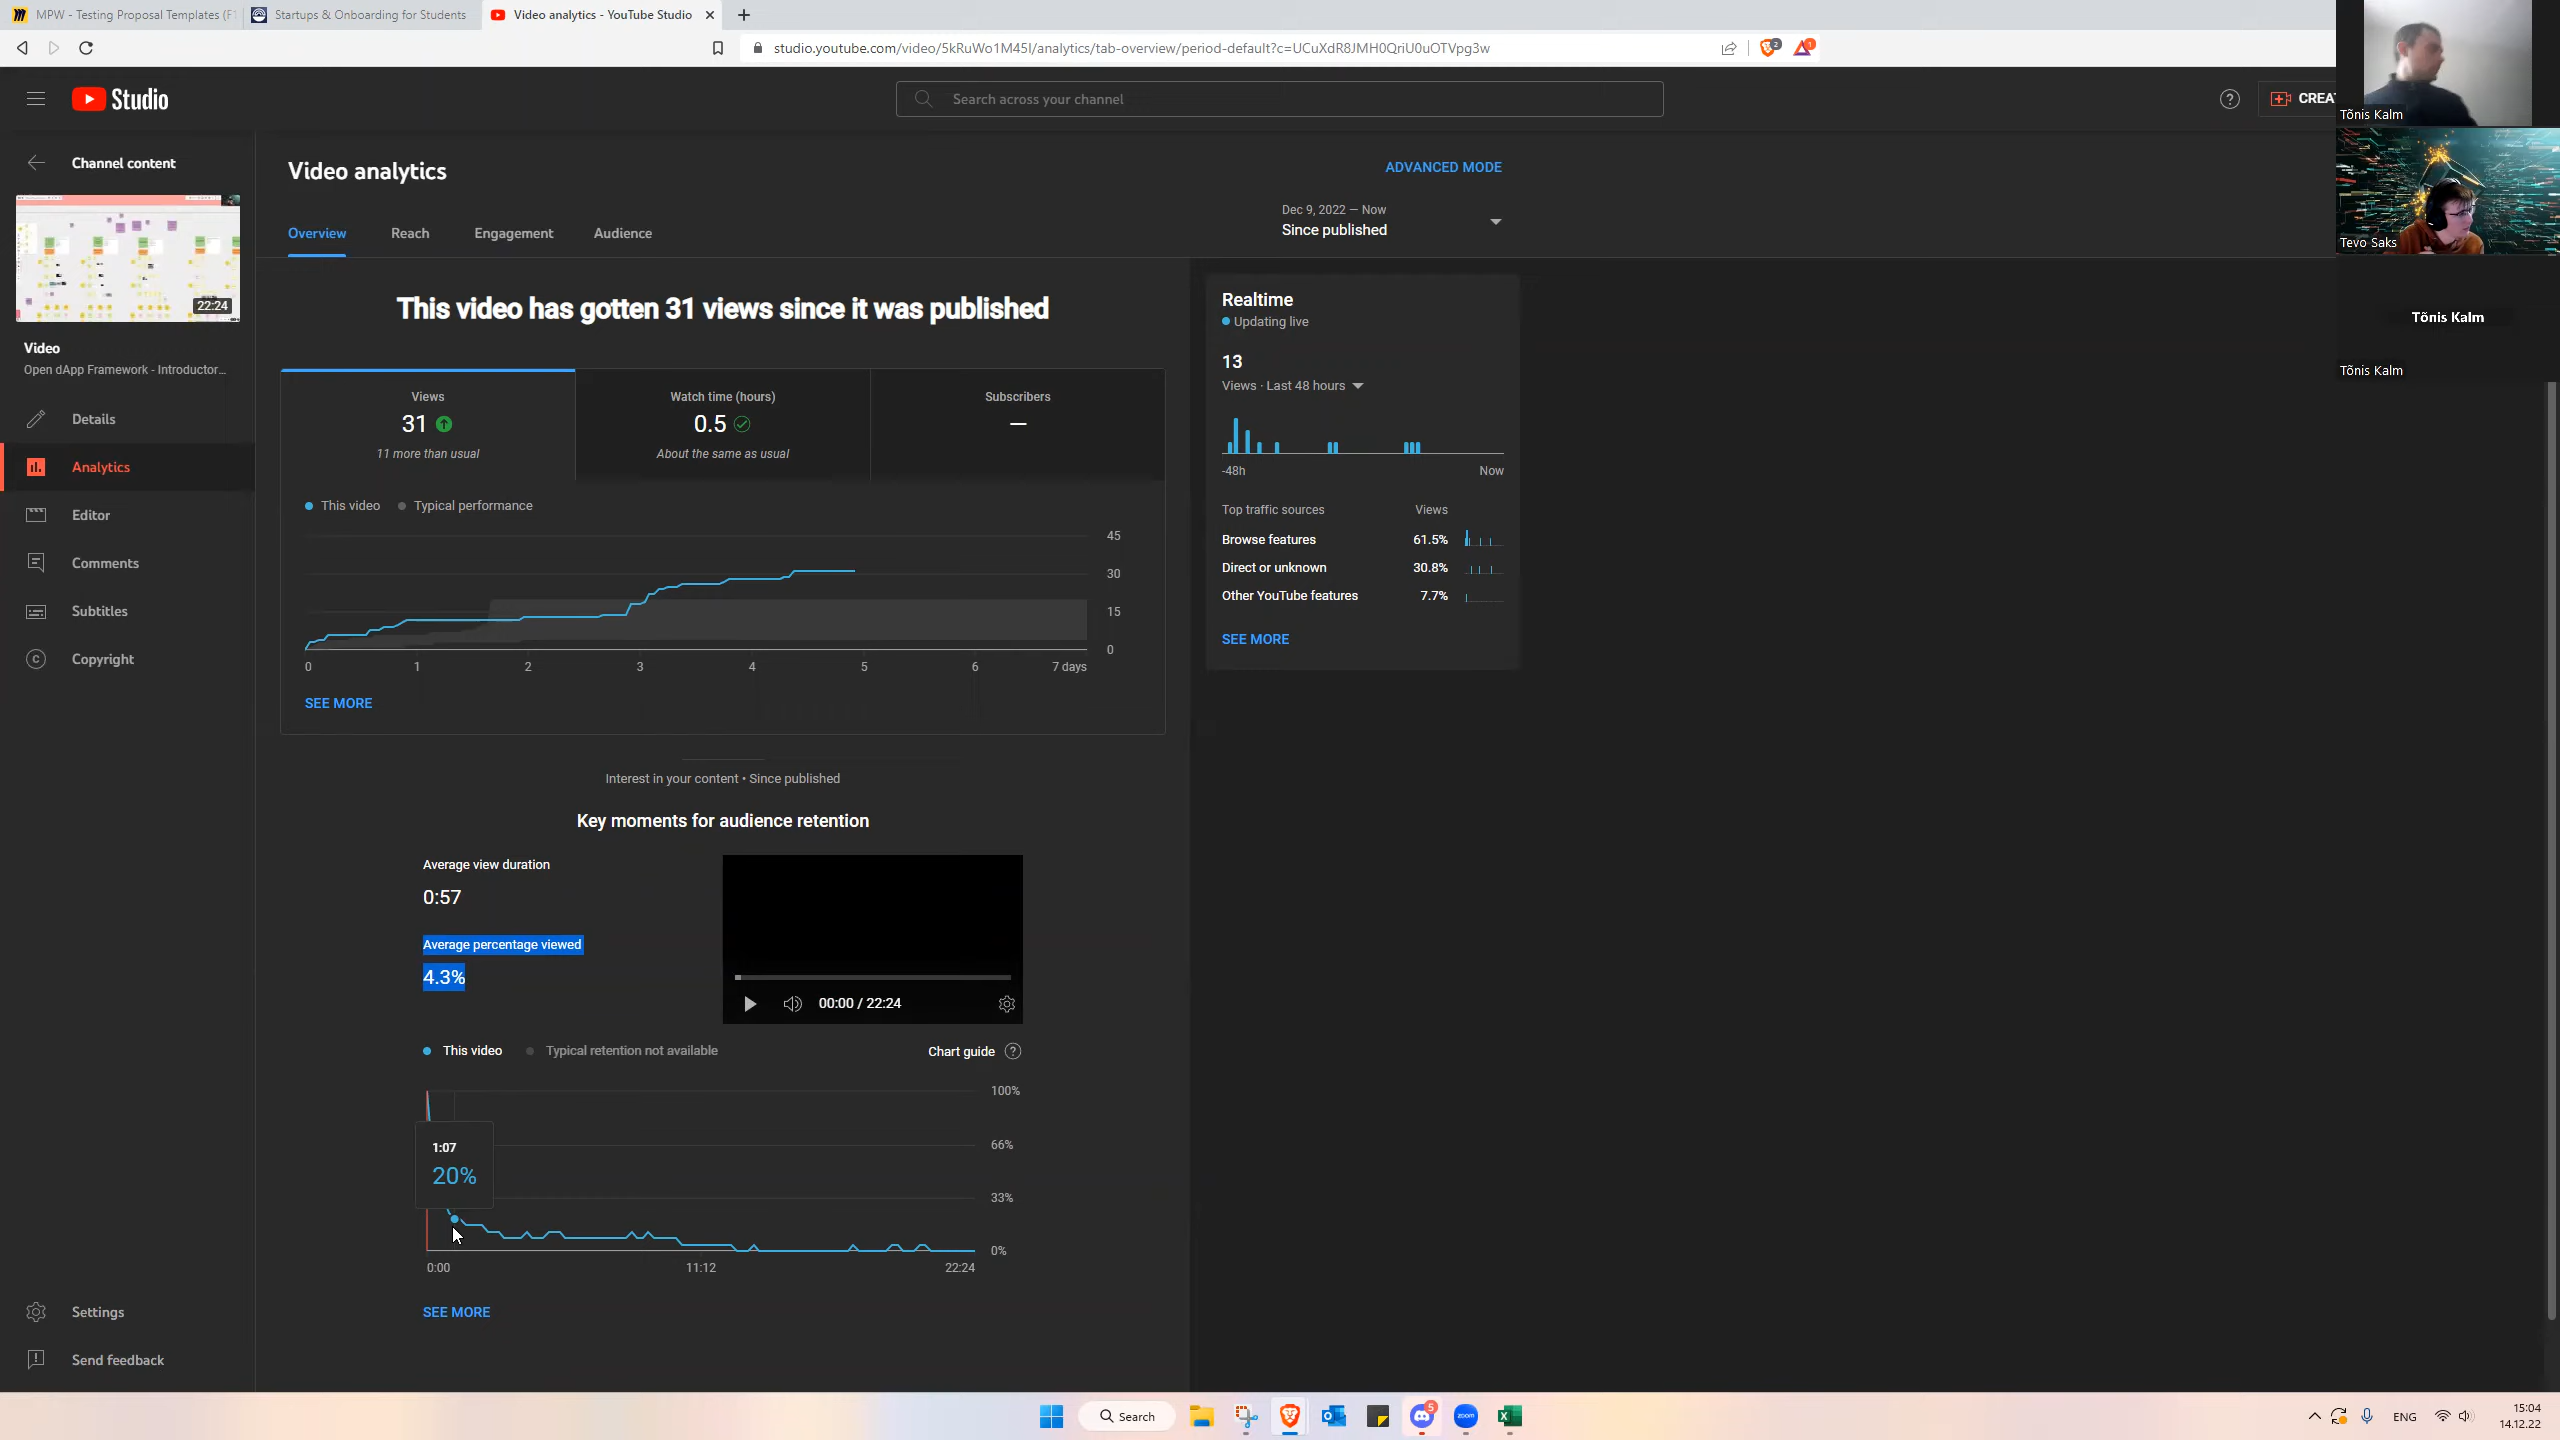 MPW - Testing Proposal Templates (F1
Startups & Onboarding for Students
Video analytics - YouTube Studio
studio.youtube.com/video/5kRuWo1M45I/analytics/tab-overview/period-default?c=UCuXdR8JMH0QriU0uOTVpg3w
2
1
Studio
Search across your channel
CREAT
Tõnis Kalm
Tevo Saks
Tõnis Kalm
Tõnis Kalm
Channel content
22:24
Video
Open dApp Framework - Introductor...
Details
Analytics
Editor
Comments
Subtitles
Copyright
Settings
Send feedback
Video analytics
ADVANCED MODE
Overview
Reach
Engagement
Audience
Dec 9, 2022 – Now
Since published
This video has gotten 31 views since it was published
Views
31
11 more than usual
Watch time (hours)
0.5
About the same as usual
Subscribers
—
This video
Typical performance
45
30
15
0
0 1 2 3 4 5 6 7 days
SEE MORE
Realtime
Updating live
13
Views · Last 48 hours
-48h
Now
Top traffic sources
Views
Browse features
61.5%
Direct or unknown
30.8%
Other YouTube features
7.7%
SEE MORE
Interest in your content • Since published
Key moments for audience retention
Average view duration
0:57
Average percentage viewed
4.3%
00:00 / 22:24
This video
Typical retention not available
Chart guide
100%
66%
33%
0%
1:07
20%
0:00
11:12
22:24
SEE MORE
Search
5
zoom
ENG
15:04
14.12.22